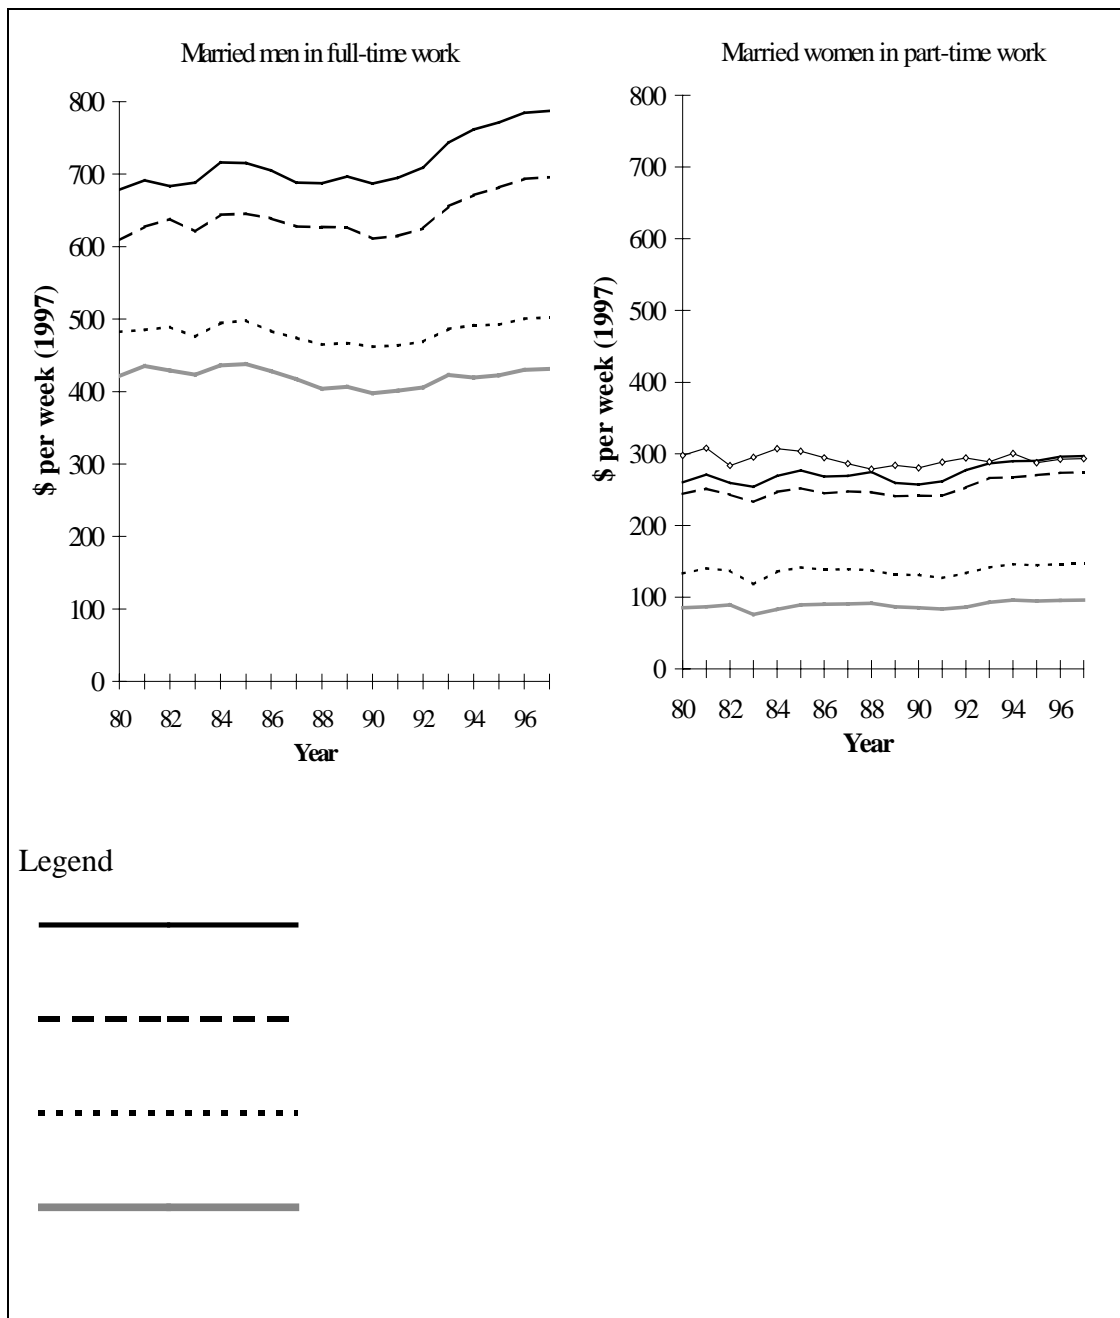 Married men in full-time work
800
700
600
500
400
300
200
100
0
$ per week (1997)
80 82 84 86 88 90 92 94 96
Year
Married women in part-time work
800
700
600
500
400
300
200
100
0
$ per week (1997)
80 82 84 86 88 90 92 94 96
Year
Legend